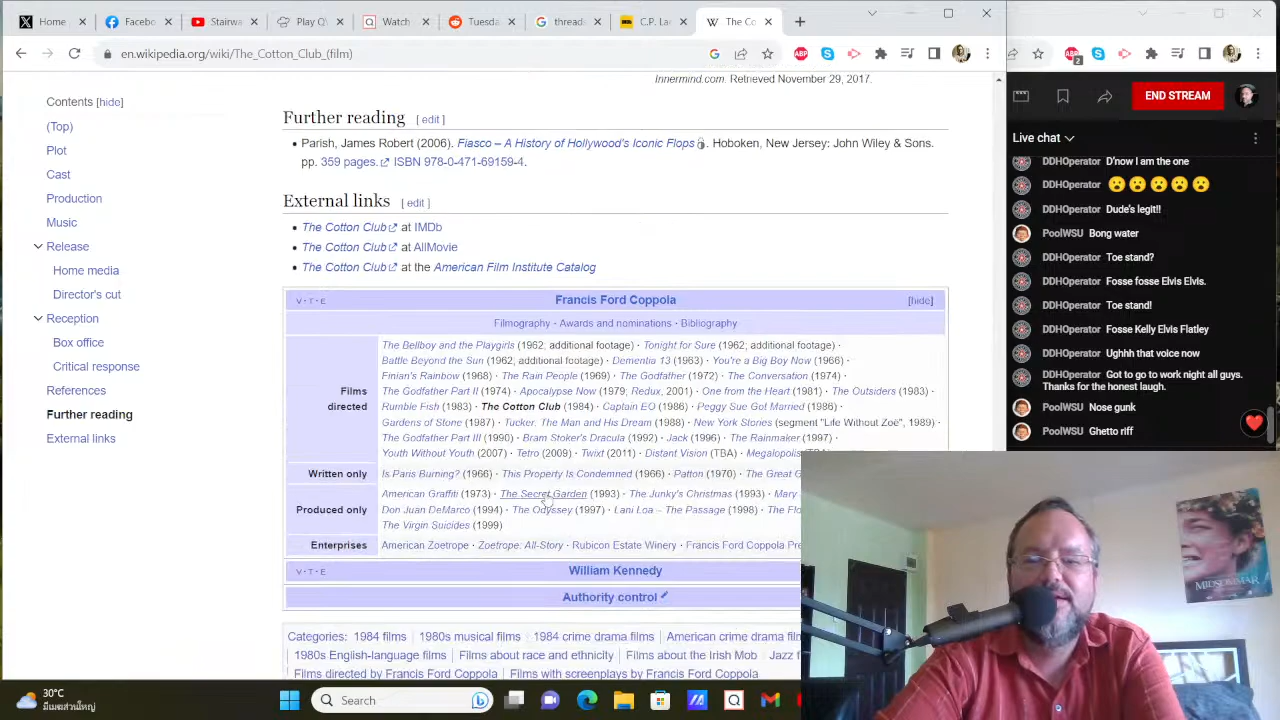 Home
Facebo
Stairwa
Play Q
Watch
Tuesda
threadi
C.P. La
The Co
en.wikipedia.org/wiki/The_Cotton_Club_(film)
Innermind.com. Retrieved November 29, 2017.
Contents [hide]
(Top)
Plot
Cast
Production
Music
Release
Home media
Director's cut
Reception
Box office
Critical response
References
Further reading
External links
Further reading [ edit ]
Parish, James Robert (2006). Fiasco – A History of Hollywood's Iconic Flops. Hoboken, New Jersey: John Wiley & Sons.
pp. 359 pages. ISBN 978-0-471-69159-4.
External links [ edit ]
The Cotton Club at IMDb
The Cotton Club at AllMovie
The Cotton Club at the American Film Institute Catalog
V · T · E Francis Ford Coppola [hide]
Filmography · Awards and nominations · Bibliography
Films directed
The Bellboy and the Playgirls (1962; additional footage) · Tonight for Sure (1962; additional footage) ·
Battle Beyond the Sun (1962; additional footage) · Dementia 13 (1963) · You're a Big Boy Now (1966) ·
Finian's Rainbow (1968) · The Rain People (1969) · The Godfather (1972) · The Conversation (1974) ·
The Godfather Part II (1974) · Apocalypse Now (1979; Redux, 2001) · One from the Heart (1981) · The Outsiders (1983) ·
Rumble Fish (1983) · The Cotton Club (1984) · Captain EO (1986) · Peggy Sue Got Married (1986) ·
Gardens of Stone (1987) · Tucker: The Man and His Dream (1988) · New York Stories (segment "Life Without Zoë", 1989) ·
The Godfather Part III (1990) · Bram Stoker's Dracula (1992) · Jack (1996) · The Rainmaker (1997) ·
Youth Without Youth (2007) · Tetro (2009) · Twixt (2011) · Distant Vision (TBA) · Megalopolis
Written only Is Paris Burning? (1966) · This Property Is Condemned (1966) · Patton (1970) · The Great G
Produced only
American Graffiti (1973) · The Secret Garden (1993) · The Junky's Christmas (1993) · Mary
Don Juan DeMarco (1994) · The Odyssey (1997) · Lani Loa – The Passage (1998) · The Flo
The Virgin Suicides (1999)
Enterprises American Zoetrope · Zoetrope: All-Story · Rubicon Estate Winery · Francis Ford Coppola Pre
V · T · E William Kennedy
Authority control
Categories: 1984 films | 1980s musical films | 1984 crime drama films | American crime drama film
1980s English-language films | Films about race and ethnicity | Films about the Irish Mob | Jazz f
Films directed by Francis Ford Coppola | Films with screenplays by Francis Ford Coppola
ABP
ABP
2
END STREAM
Live chat
DDHOperator D'now I am the one
DDHOperator 😮😮😮😮😮
DDHOperator Dude's legit!!
PoolWSU Bong water
DDHOperator Toe stand?
DDHOperator Fosse fosse Elvis Elvis.
DDHOperator Toe stand!
DDHOperator Fosse Kelly Elvis Flatley
DDHOperator Ughhh that voice now
DDHOperator Got to go to work night all guys.
Thanks for the honest laugh.
PoolWSU Nose gunk
PoolWSU Ghetto riff
MIDSOMMAR
30°C
มีเมฆส่วนใหญ่
Search